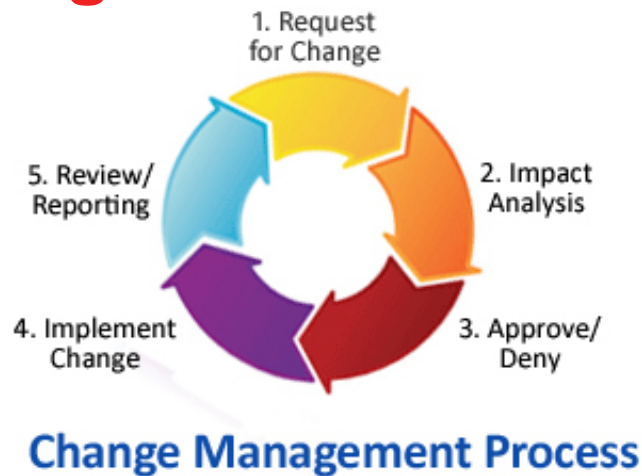 1. Request
for Change
2. Impact
Analysis
3. Approve/
Deny
4. Implement
Change
5. Review/
Reporting
Change Management Process